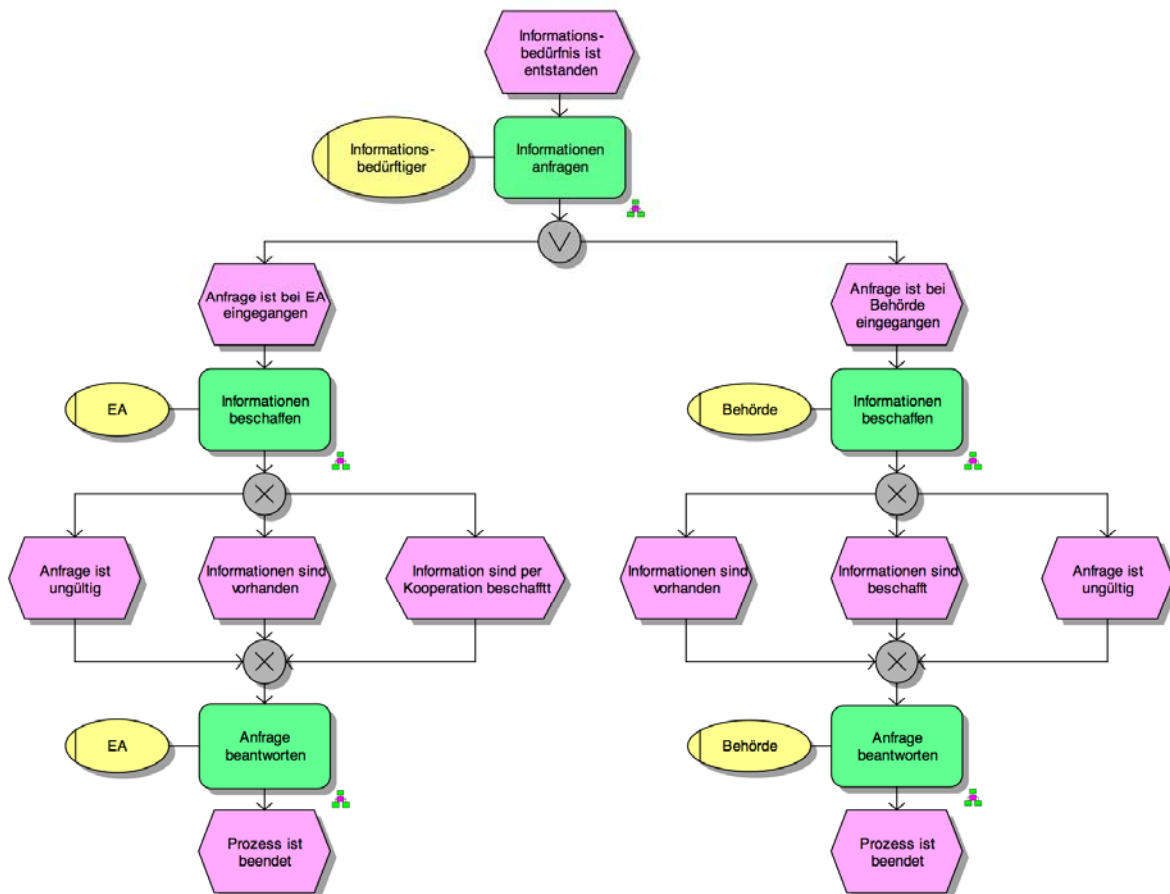 Informations-
bedürfnis ist
entstanden
Informations-
bedürftiger
Informationen
anfragen
Anfrage ist bei EA
eingegangen
Anfrage ist bei
Behörde
eingegangen
EA
Informationen
beschaffen
Behörde
Informationen
beschaffen
Anfrage ist
ungültig
Informationen sind
vorhanden
Information sind per
Kooperation beschafftt
Informationen sind
vorhanden
Informationen sind
beschafft
Anfrage ist
ungültig
EA
Anfrage
beantworten
Behörde
Anfrage
beantworten
Prozess ist
beendet
Prozess ist
beendet